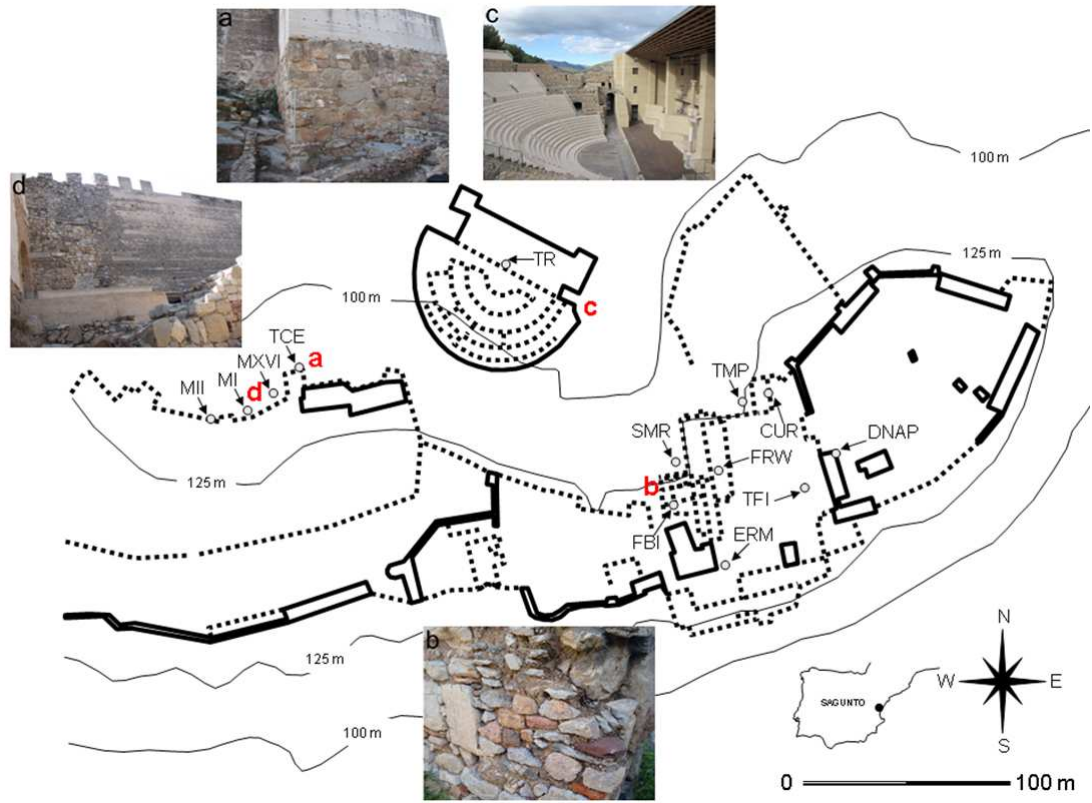 a
c
d
100 m
125 m
TR
100 m
c
TCE
a
MXVI
d
MI
MII
TMP
CUR
SMR
DNAP
FRW
125 m
b
TFI
FBI
ERM
N
b
125 m
W
E
SAGUNTO
S
100 m
0
100 m